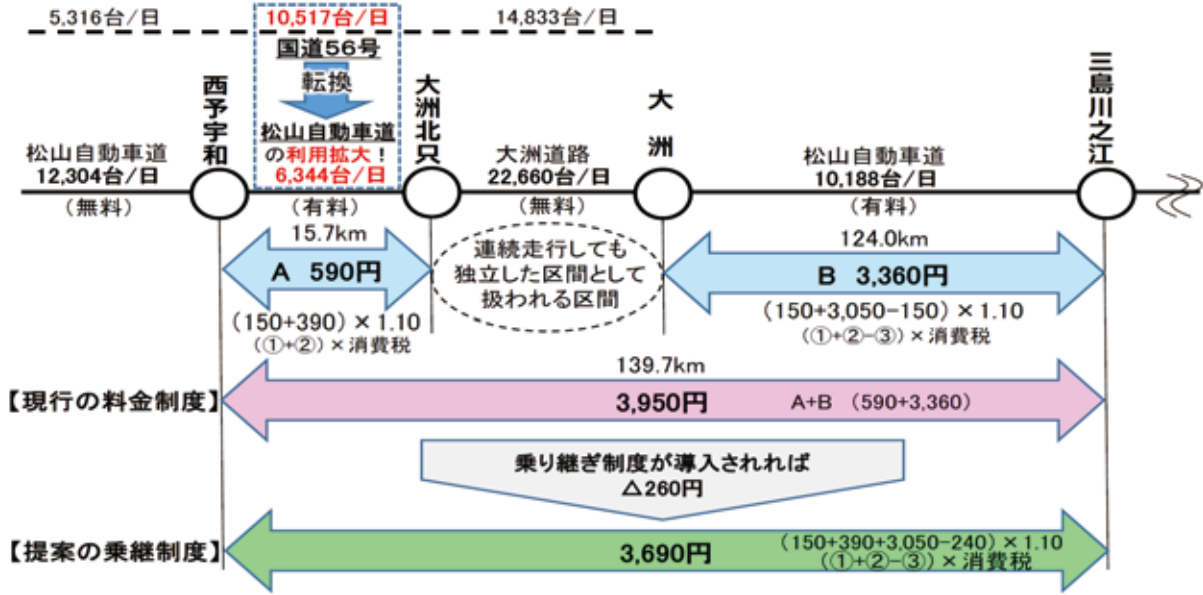 5,316台/日
10,517台/日
14,833台/日
国道56号
転換
松山自動車道
の利用拡大！
6,344台/日
西予宇和
大洲北只
大洲
三島川之江
松山自動車道
12,304台/日
（無料）
（有料）
大洲道路
22,660台/日
（無料）
松山自動車道
10,188台/日
（有料）
15.7km
A 590円
（150+390）×1.10
（①+②）×消費税
連続走行しても
独立した区間として
扱われる区間
124.0km
B 3,360円
（150+3,050−150）×1.10
（①+②−③）×消費税
139.7km
【現行の料金制度】
3,950円
A+B （590+3,360）
乗り継ぎ制度が導入されれば
△260円
【提案の乗継制度】
3,690円
（150+390+3,050−240）×1.10
（①+②−③）×消費税